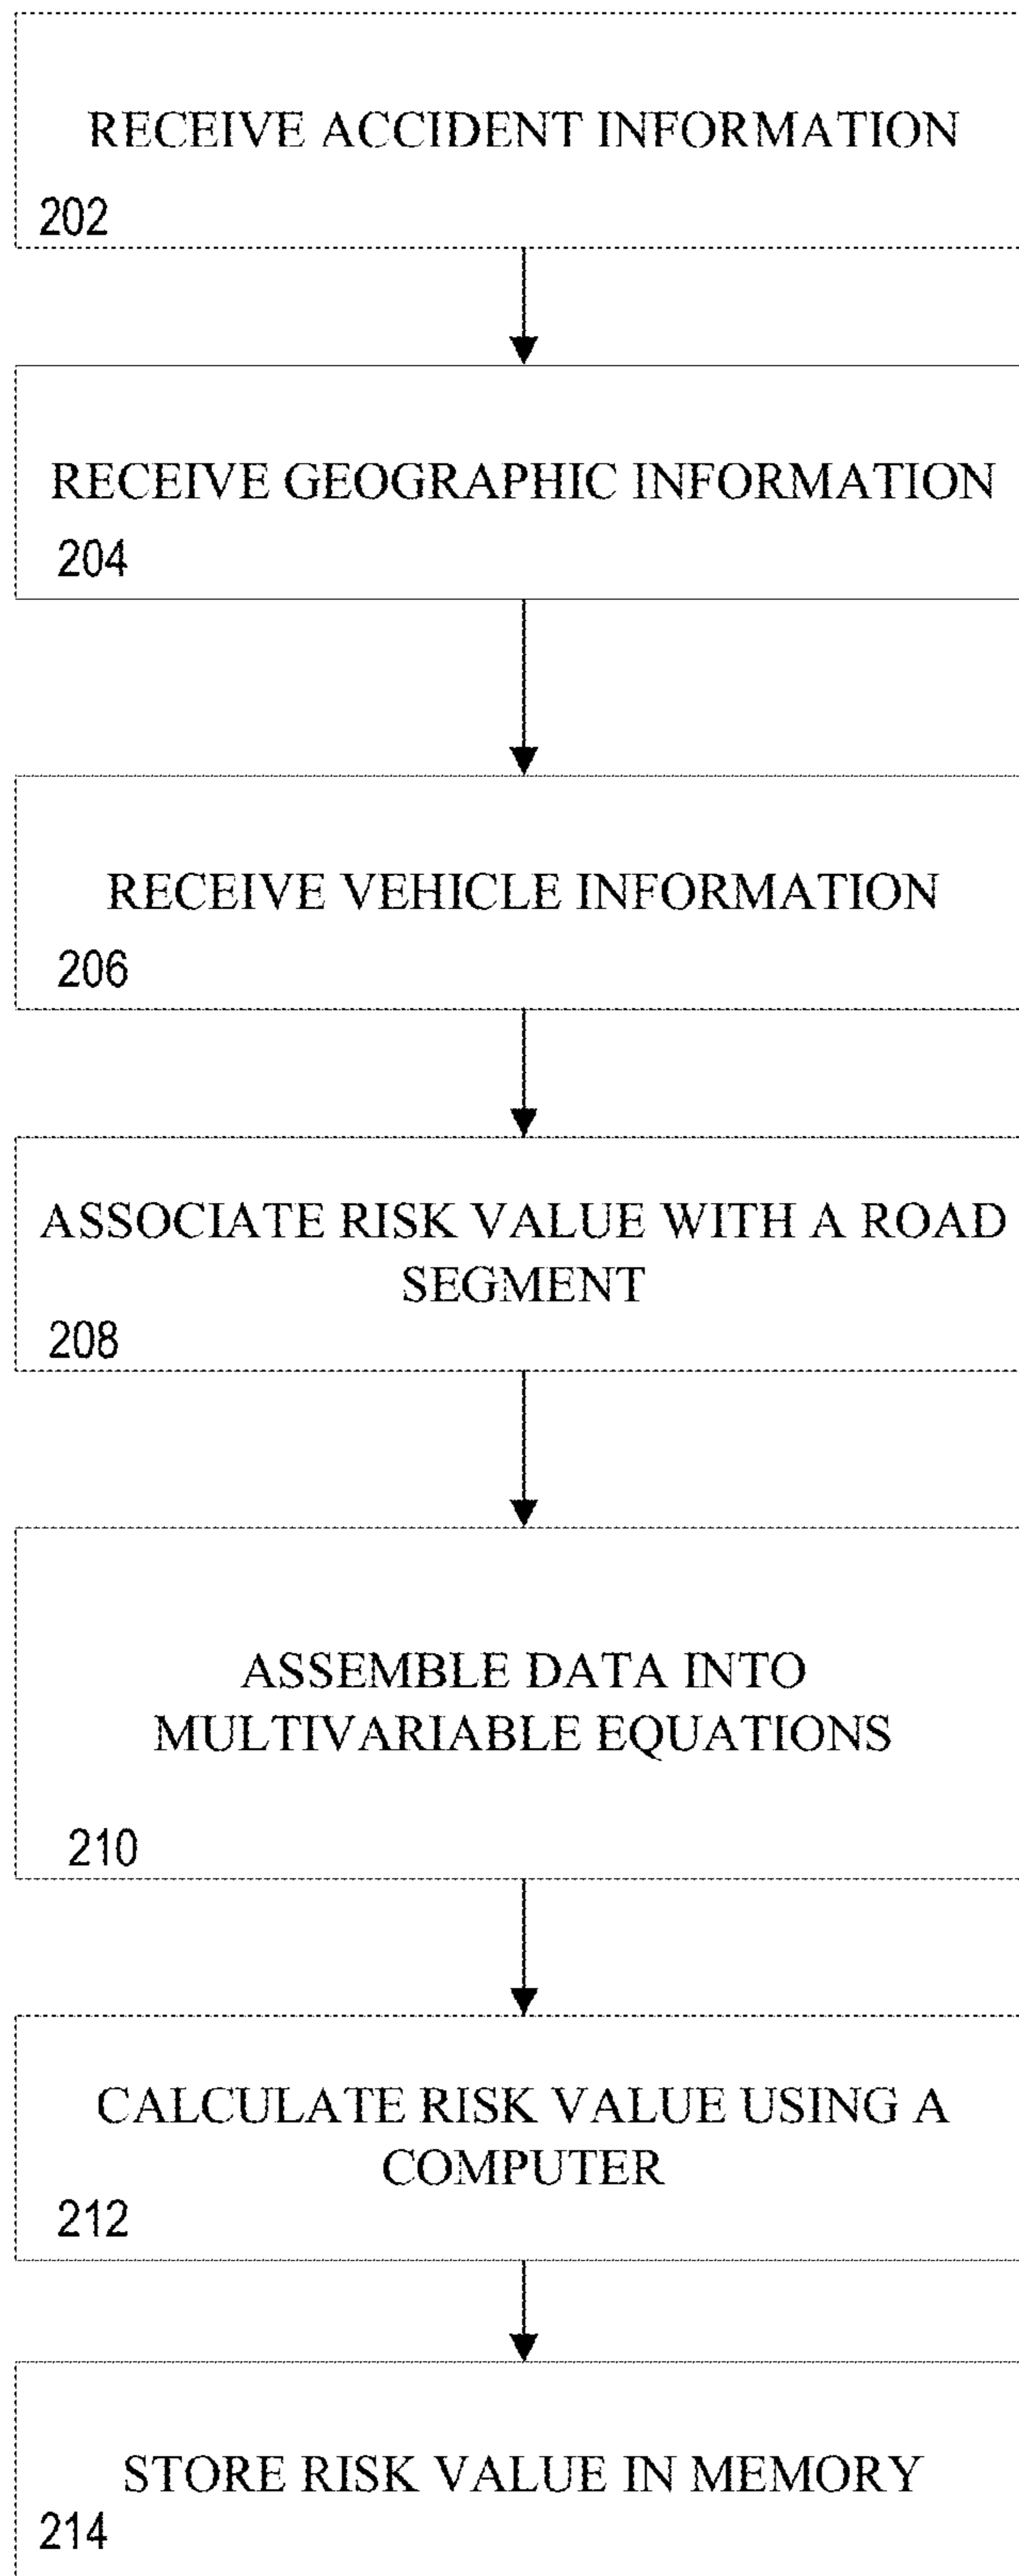 RECEIVE ACCIDENT INFORMATION
202
RECEIVE GEOGRAPHIC INFORMATION
204
RECEIVE VEHICLE INFORMATION
206
ASSOCIATE RISK VALUE WITH A ROAD
SEGMENT
208
ASSEMBLE DATA INTO
MULTIVARIABLE EQUATIONS
210
CALCULATE RISK VALUE USING A
COMPUTER
212
STORE RISK VALUE IN MEMORY
214